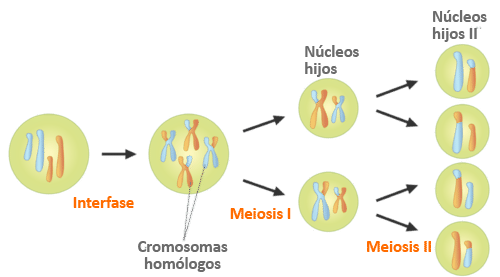 Núcleos
hijos II
Núcleos
hijos
Interfase
Meiosis I
Cromosomas
homólogos
Meiosis II